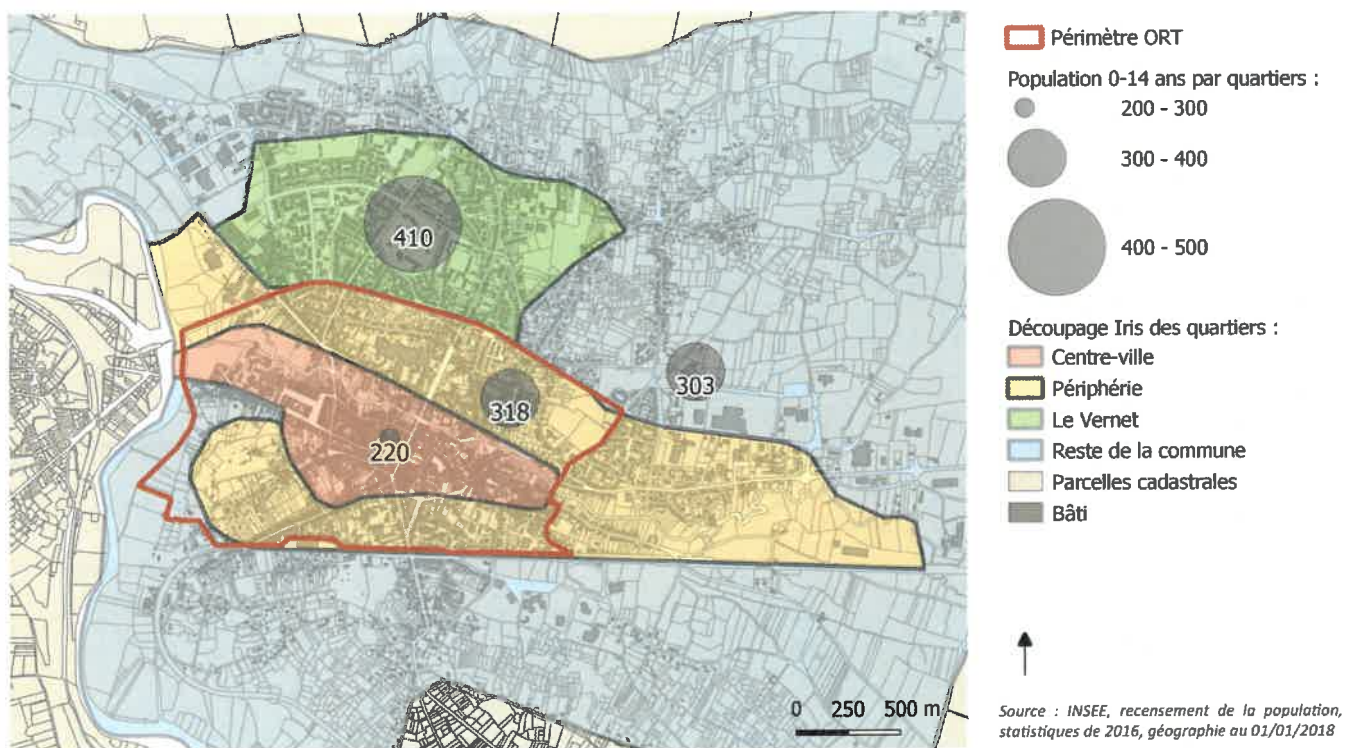 410
303
318
220
0 250 500 m
Périmètre ORT
Population 0-14 ans par quartiers :
200 - 300
300 - 400
400 - 500
Découpage Iris des quartiers :
Centre-ville
Périphérie
Le Vernet
Reste de la commune
Parcelles cadastrales
Bâti
Source : INSEE, recensement de la population,
statistiques de 2016, géographie au 01/01/2018